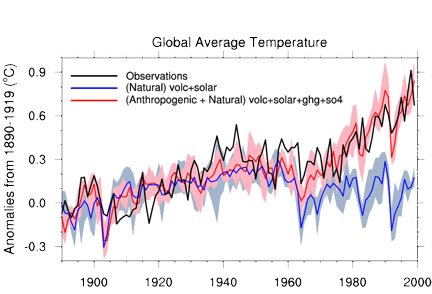 Global Average Temperature
Anomalies from 1890-1919 (°C)
0.9
0.6
0.3
0.0
-0.3
Observations
(Natural) volc+solar
(Anthropogenic + Natural) volc+solar+ghg+so4
1900
1920
1940
1960
1980
2000